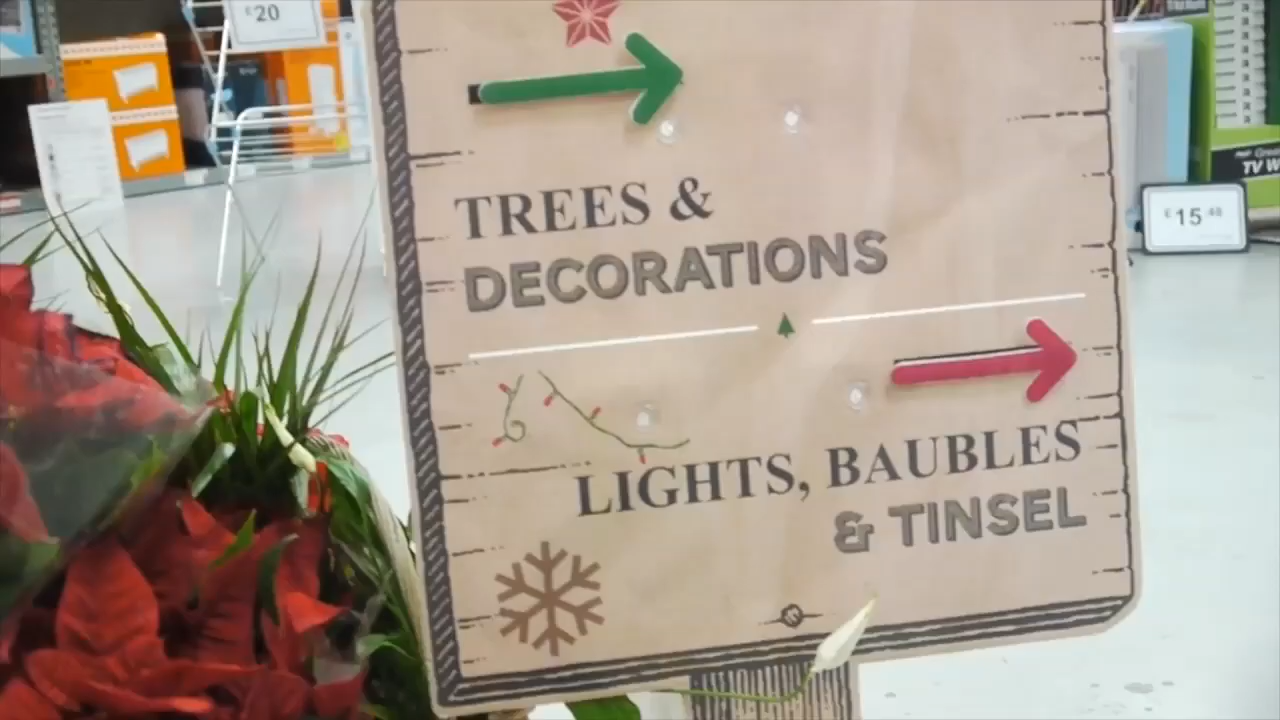 £20
TREES &
DECORATIONS
LIGHTS, BAUBLES
& TINSEL
£15.48
TV W